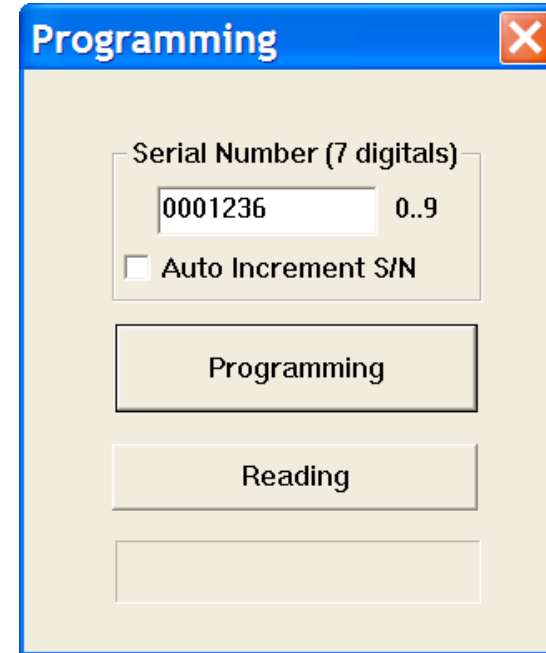 Programming
Serial Number (7 digitals)
0001236 0..9
Auto Increment S/N
Programming
Reading